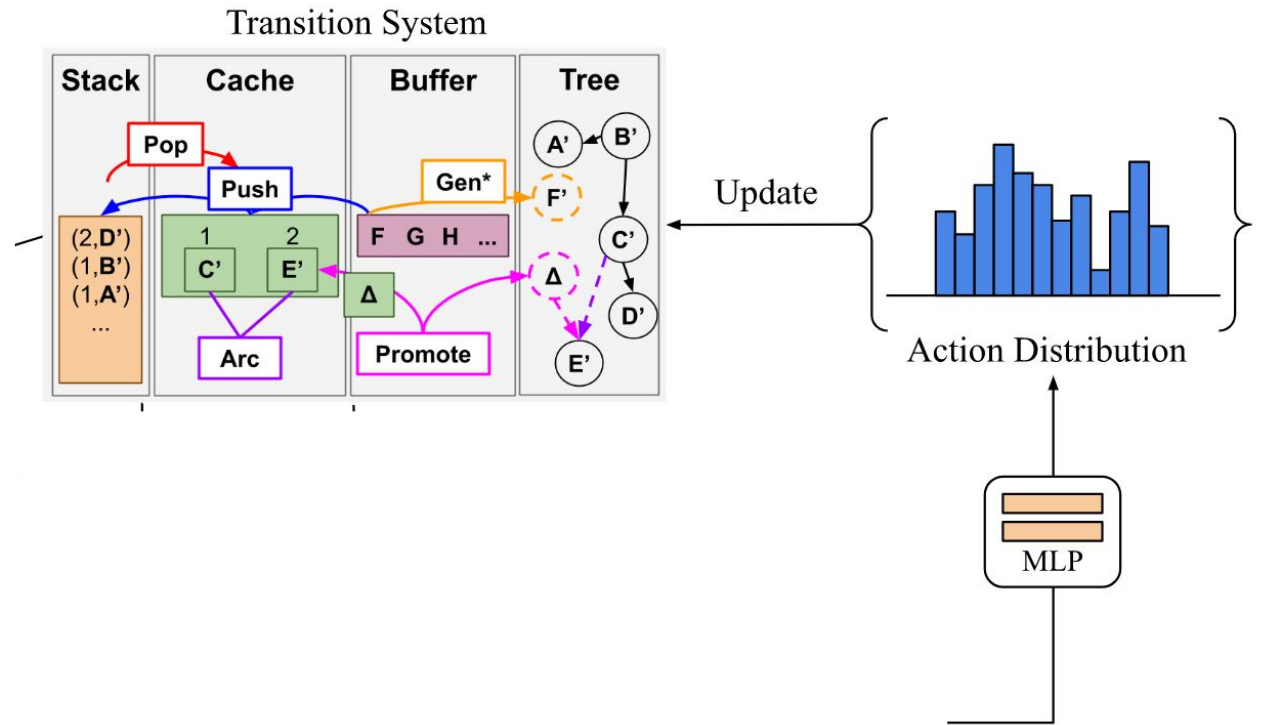 Transition System
Stack Cache Buffer Tree
Pop
Push
Gen*
A’ B’
F’
(2,D’)
(1,B’)
(1,A’)
...
1 2
C’ E’
F G H ...
Δ
Arc
Promote
C’
Δ
D’
E’
Update
Action Distribution
MLP